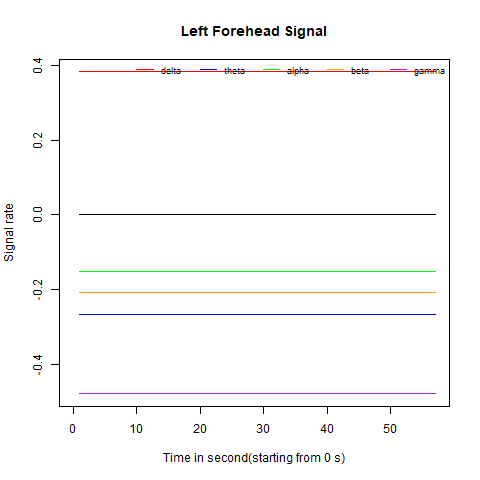 Left Forehead Signal
delta theta alpha beta gamma
0.4
0.2
0.0
-0.2
-0.4
Signal rate
0 10 20 30 40 50
Time in second(starting from 0 s)